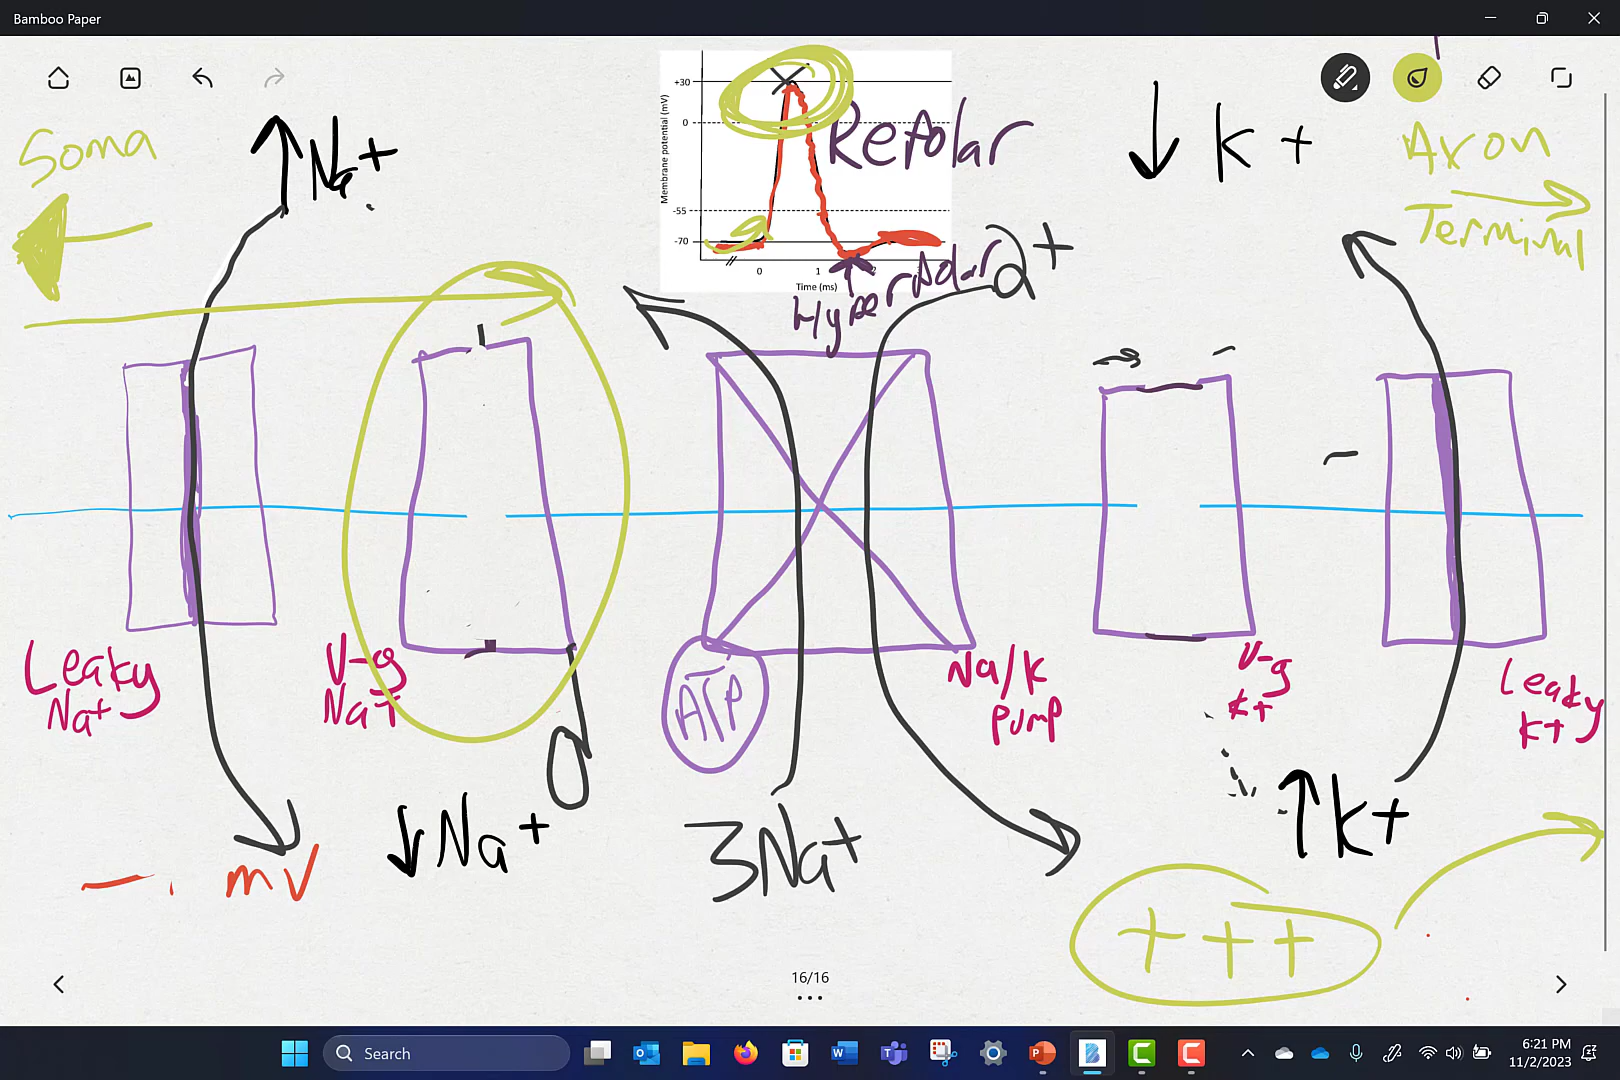 Bamboo Paper
Soma
Na+
+30
0
-55
-70
Membrane potential (mV)
0
1
2
Time (ms)
Repolar
Hyperpolar
2+
K+
Axon
Terminal
Leaky
Na+
V-g
Na+
ATP
Na/K
pump
V-g
K+
Leaky
K+
- . mV
Na+
3Na+
K+
+ + +
16/16
Search
6:21 PM
11/2/2023